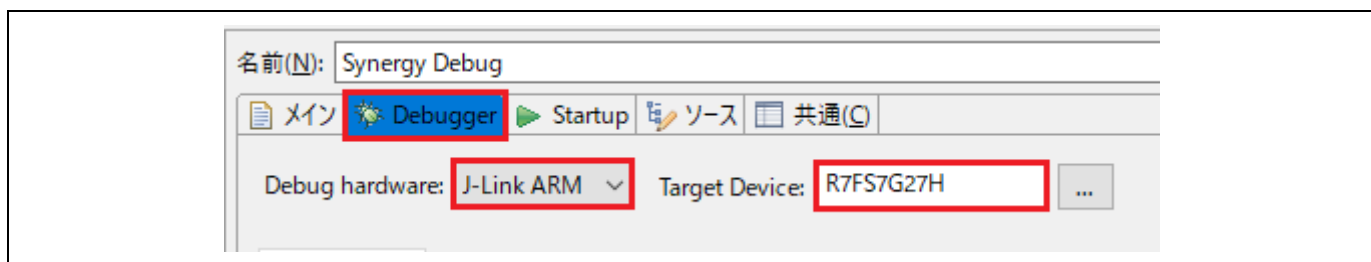 名前(N): Synergy Debug
メイン Debugger Startup ソース 共通(C)
Debug hardware: J-Link ARM Target Device: R7FS7G27H ...